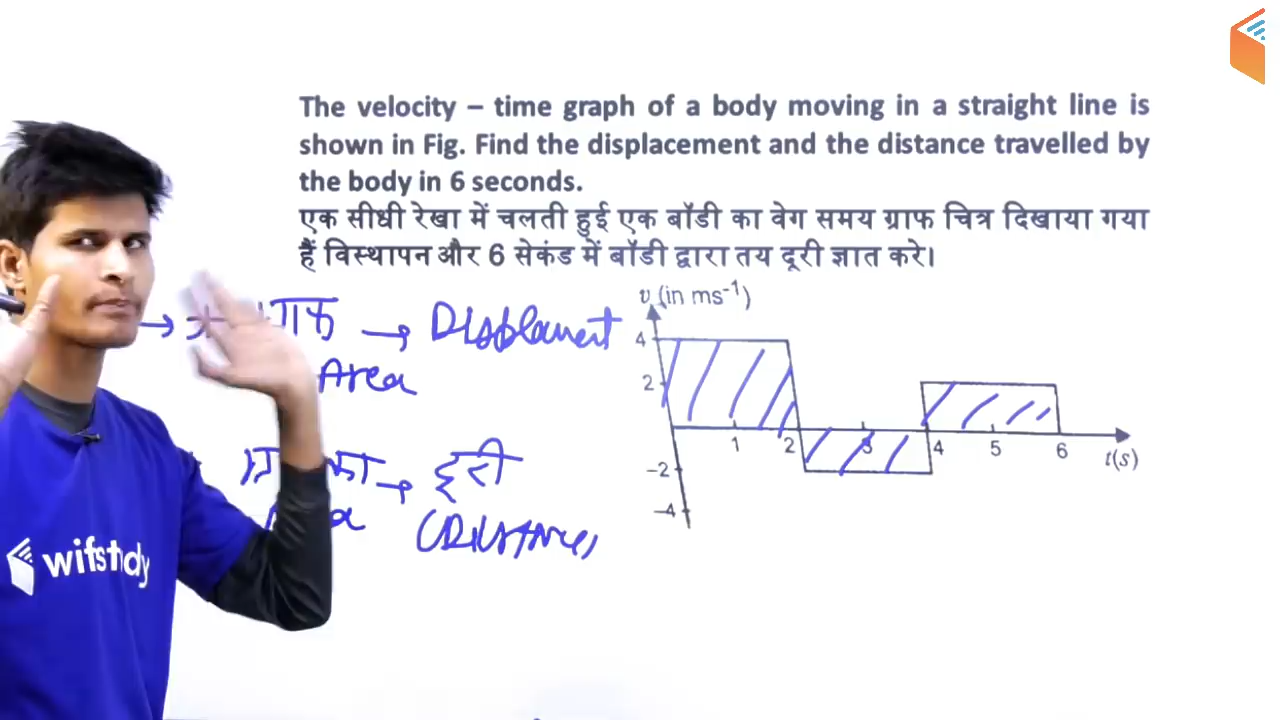 The velocity – time graph of a body moving in a straight line is
shown in Fig. Find the displacement and the distance travelled by
the body in 6 seconds.
एक सीधी रेखा में चलती हुई एक बॉडी का वेग समय ग्राफ चित्र दिखाया गया
हैं विस्थापन और 6 सेकंड में बॉडी द्वारा तय दूरी ज्ञात करे।
υ (in ms⁻¹)
4
2
1 2 3 4 5 6
t(s)
–2
–4
Area
दूरी
wifistudy